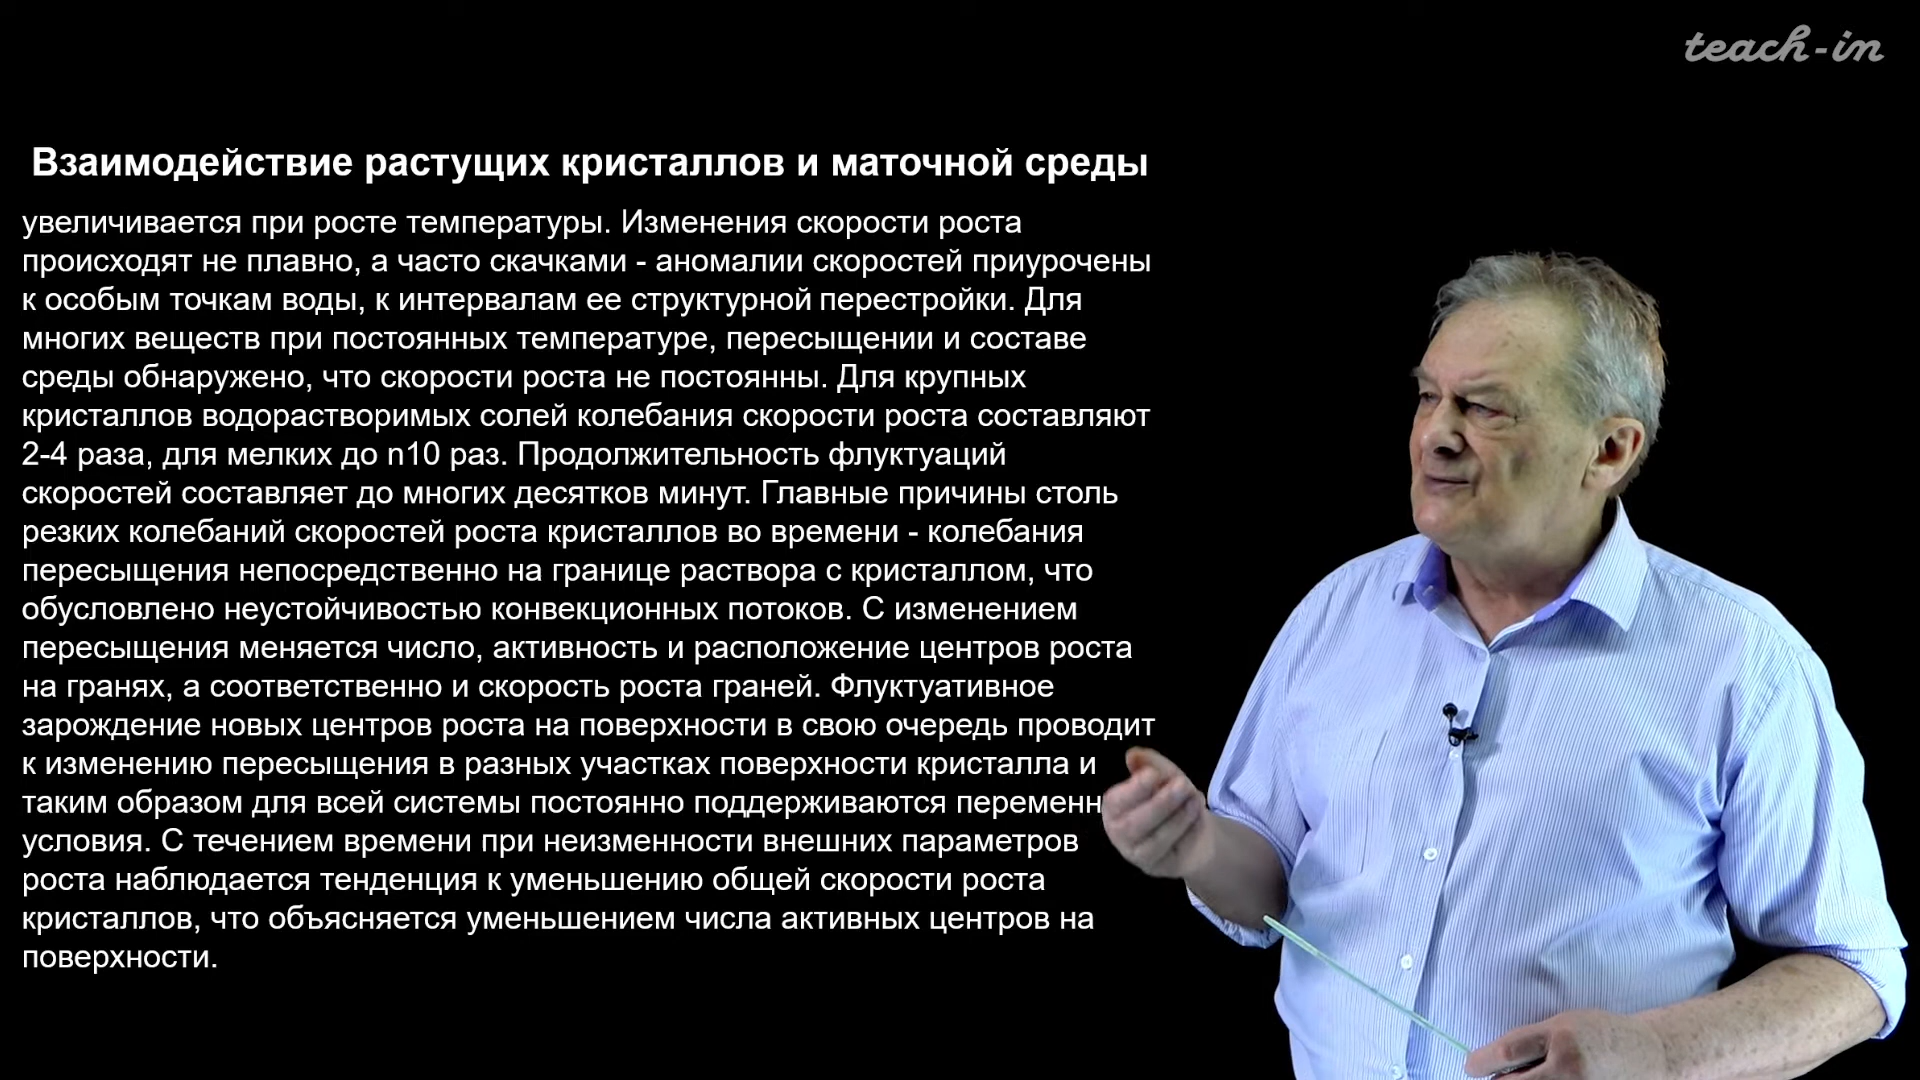 teach-in
Взаимодействие растущих кристаллов и маточной среды
увеличивается при росте температуры. Изменения скорости роста
происходят не плавно, а часто скачками - аномалии скоростей приурочены
к особым точкам воды, к интервалам ее структурной перестройки. Для
многих веществ при постоянных температуре, пересыщении и составе
среды обнаружено, что скорости роста не постоянны. Для крупных
кристаллов водорастворимых солей колебания скорости роста составляют
2-4 раза, для мелких до n10 раз. Продолжительность флуктуаций
скоростей составляет до многих десятков минут. Главные причины столь
резких колебаний скоростей роста кристаллов во времени - колебания
пересыщения непосредственно на границе раствора с кристаллом, что
обусловлено неустойчивостью конвекционных потоков. С изменением
пересыщения меняется число, активность и расположение центров роста
на гранях, а соответственно и скорость роста граней. Флуктуативное
зарождение новых центров роста на поверхности в свою очередь проводит
к изменению пересыщения в разных участках поверхности кристалла и
таким образом для всей системы постоянно поддерживаются
условия. С течением времени при неизменности внешних параметров
роста наблюдается тенденция к уменьшению общей скорости роста
кристаллов, что объясняется уменьшением числа активных центров на
поверхности.